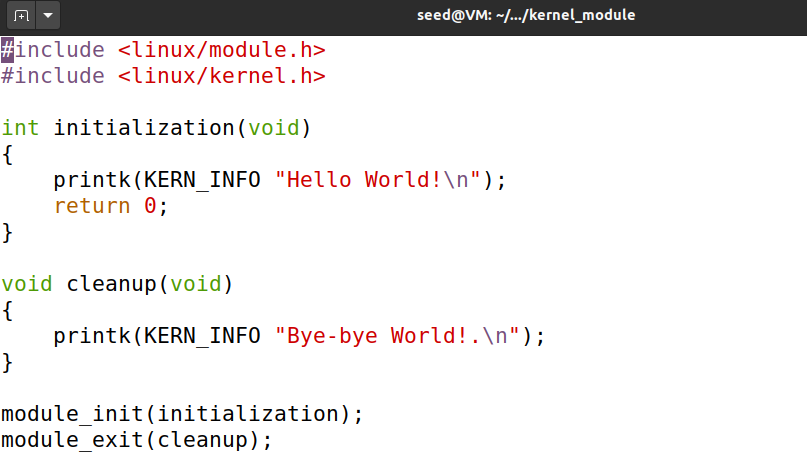 seed@VM: ~/.../kernel_module
#include <linux/module.h>
#include <linux/kernel.h>
int initialization(void)
{
    printk(KERN_INFO "Hello World!\n");
    return 0;
}
void cleanup(void)
{
    printk(KERN_INFO "Bye-bye World!.\n");
}
module_init(initialization);
module_exit(cleanup);